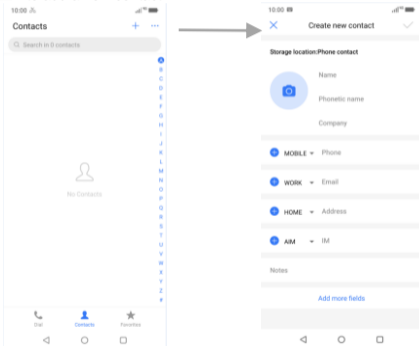 10:00
Contacts
Search in 0 contacts
A
B
C
D
E
F
G
H
I
J
K
L
M
N
O
P
Q
R
S
T
U
V
W
X
Y
Z
#
No Contacts
Dial
Contacts
Favorites
10:00
Create new contact
Storage location:Phone contact
Name
Phonetic name
Company
MOBILE Phone
WORK Email
HOME Address
AIM IM
Notes
Add more fields